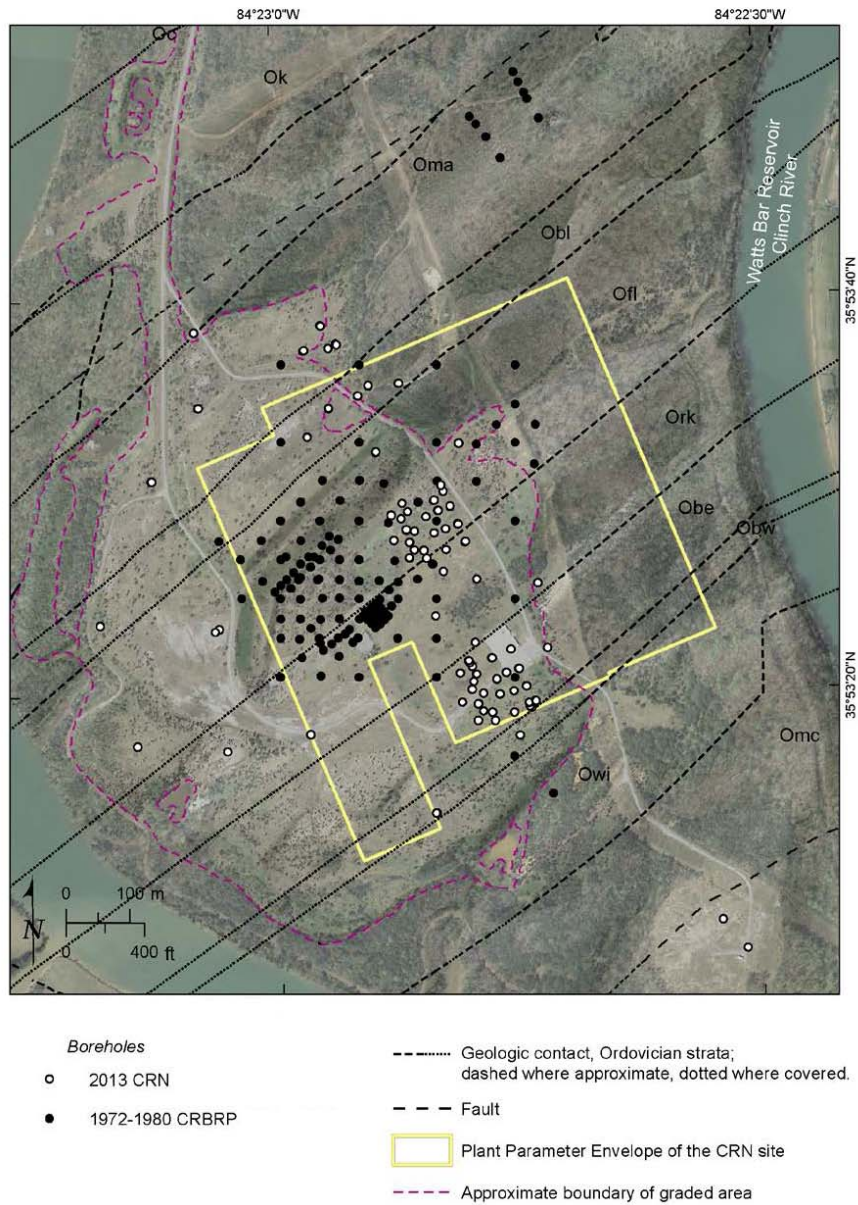 84°23'0"W
84°22'30"W
Ok
Oma
Watts Bar Reservoir
Clinch River
Obl
Ofl
35°53'40"N
Ork
Obe
Obw
35°53'20"N
Omc
Owi
0 100 m
N
0 400 ft
Boreholes
2013 CRN
1972-1980 CRBRP
Geologic contact, Ordovician strata;
dashed where approximate, dotted where covered.
Fault
Plant Parameter Envelope of the CRN site
Approximate boundary of graded area